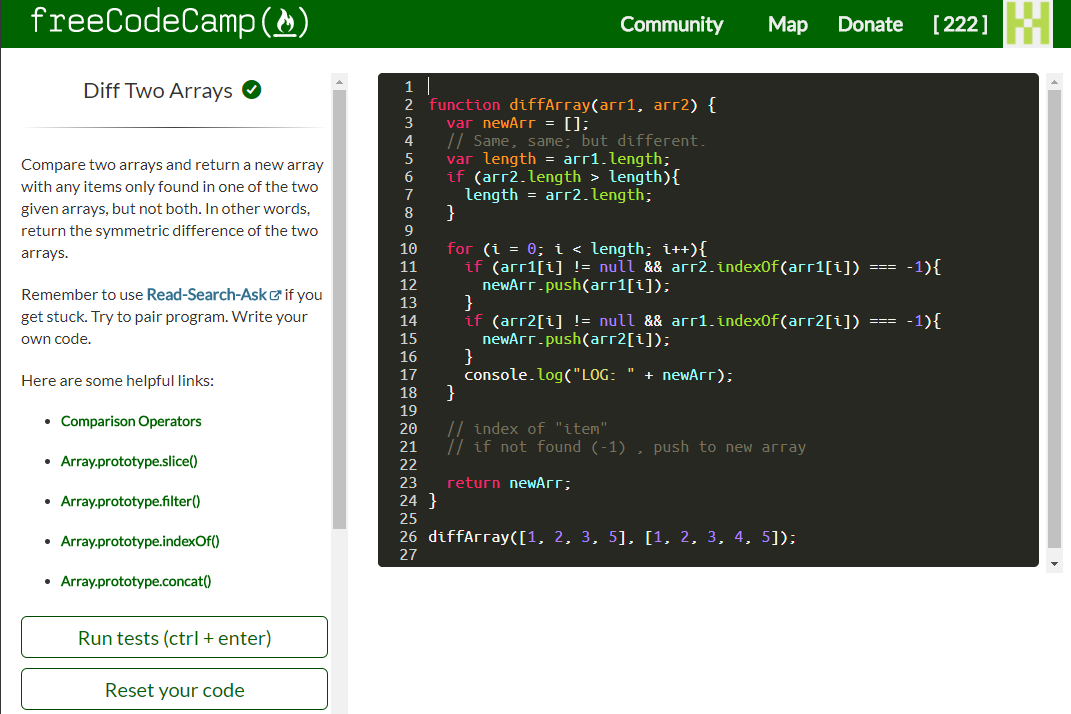 freeCodeCamp(🔥)
Community Map Donate [ 222 ]
Diff Two Arrays
Compare two arrays and return a new array
with any items only found in one of the two
given arrays, but not both. In other words,
return the symmetric difference of the two
arrays.
Remember to use Read-Search-Ask if you
get stuck. Try to pair program. Write your
own code.
Here are some helpful links:
Comparison Operators
Array.prototype.slice()
Array.prototype.filter()
Array.prototype.indexOf()
Array.prototype.concat()
Run tests (ctrl + enter)
Reset your code
1
2 function diffArray(arr1, arr2) {
3   var newArr = [];
4   // Same, same; but different.
5   var length = arr1.length;
6   if (arr2.length > length){
7     length = arr2.length;
8   }
9
10   for (i = 0; i < length; i++){
11     if (arr1[i] != null && arr2.indexOf(arr1[i]) === -1){
12       newArr.push(arr1[i]);
13     }
14     if (arr2[i] != null && arr1.indexOf(arr2[i]) === -1){
15       newArr.push(arr2[i]);
16     }
17     console.log("LOG: " + newArr);
18   }
19
20   // index of "item"
21   // if not found (-1) , push to new array
22
23   return newArr;
24 }
25
26 diffArray([1, 2, 3, 5], [1, 2, 3, 4, 5]);
27